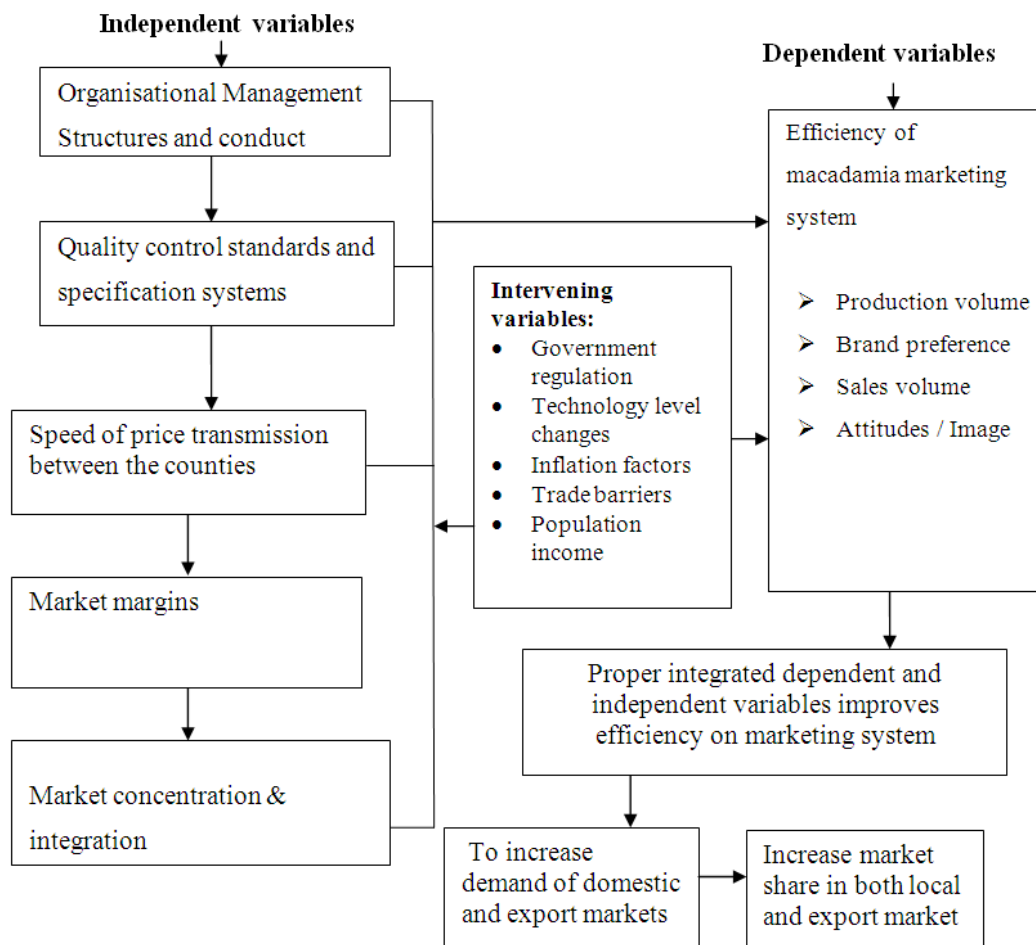 Independent variables
Organisational Management
Structures and conduct
Quality control standards and
specification systems
Speed of price transmission
between the counties
Market margins
Market concentration &
integration
Intervening
variables:
• Government
regulation
• Technology level
changes
• Inflation factors
• Trade barriers
• Population
income
Dependent variables
Efficiency of
macadamia marketing
system
➢ Production volume
➢ Brand preference
➢ Sales volume
➢ Attitudes / Image
Proper integrated dependent and
independent variables improves
efficiency on marketing system
To increase
demand of domestic
and export markets
Increase market
share in both local
and export market